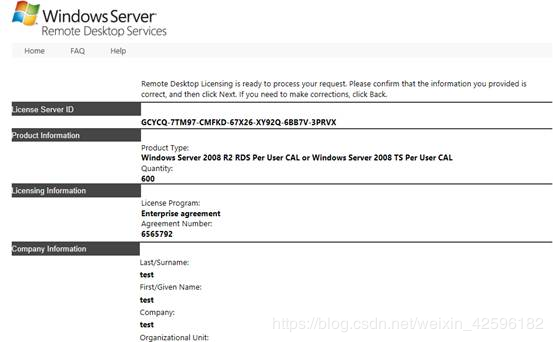 Windows Server
Remote Desktop Services
Home FAQ Help
Remote Desktop Licensing is ready to process your request. Please confirm that the information you provided is
correct, and then click Next. If you need to make corrections, click Back.
License Server ID
GCYCQ-7TM97-CMFKD-67X26-XY92Q-6BB7V-3PRVX
Product Information
Product Type:
Windows Server 2008 R2 RDS Per User CAL or Windows Server 2008 TS Per User CAL
Quantity:
600
Licensing Information
License Program:
Enterprise agreement
Agreement Number:
6565792
Company Information
Last/Surname:
test
First/Given Name:
test
Company:
test
Organizational Unit:
https://blog.csdn.net/weixin_42596182